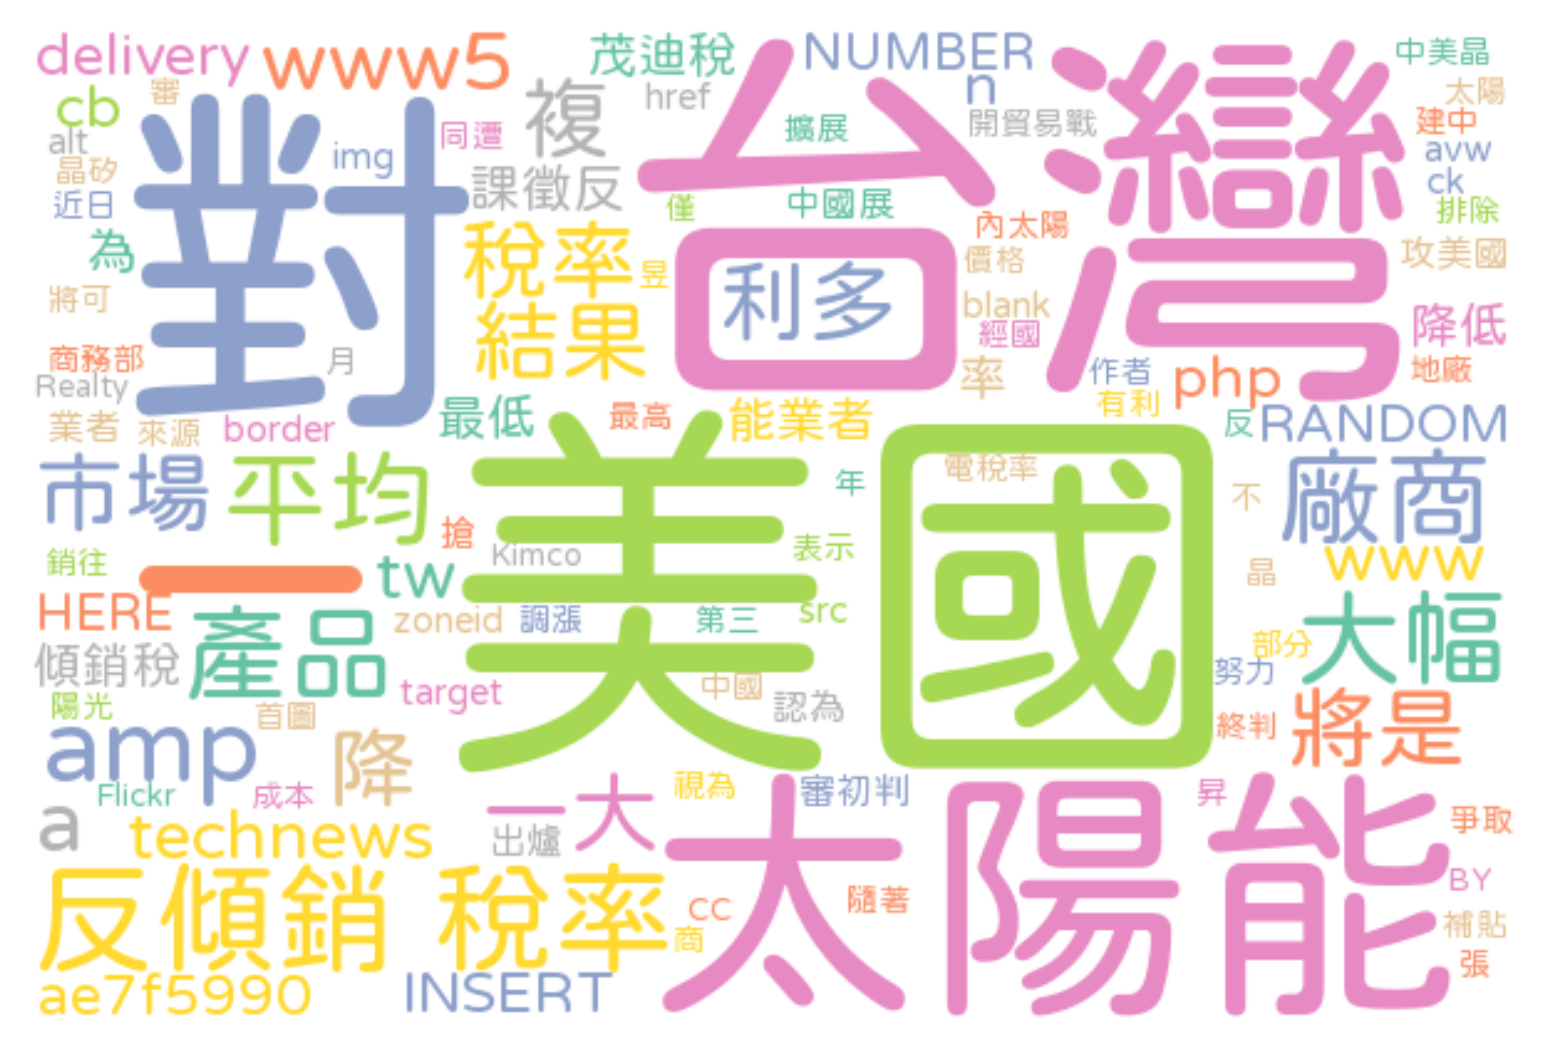 delivery www5 茂迪稅 NUMBER 中美晶
cb 審 複 href n 太陽
alt 對 img 同遭 擴展 台灣 開貿易戰 建中
晶矽 課徵反 avw
近日 僅 中國展 ck
為 稅率 內太陽 排除
將可 昱 利多 價格 攻美國
結果 blank 降低
商務部 月 經國
Realty 率 作者 php 地廠
業者 來源 border 最低 最高 能業者 有利 反 RANDOM
市場 平均 美國 電稅率 不 廠商
搶 年
銷往 一 tw Kimco 表示 晶 www
HERE 產品 zoneid 調漲 第三 src 大幅
傾銷稅 部分
陽光 target 中國 努力
首圖 認為 終判 將是
amp 降
Flickr 成本 一大 視為 審初判 昇
a technews 出爐 太陽能 爭取
反傾銷 稅率 cc 隨著 BY
商 補貼
ae7f5990 INSERT 張